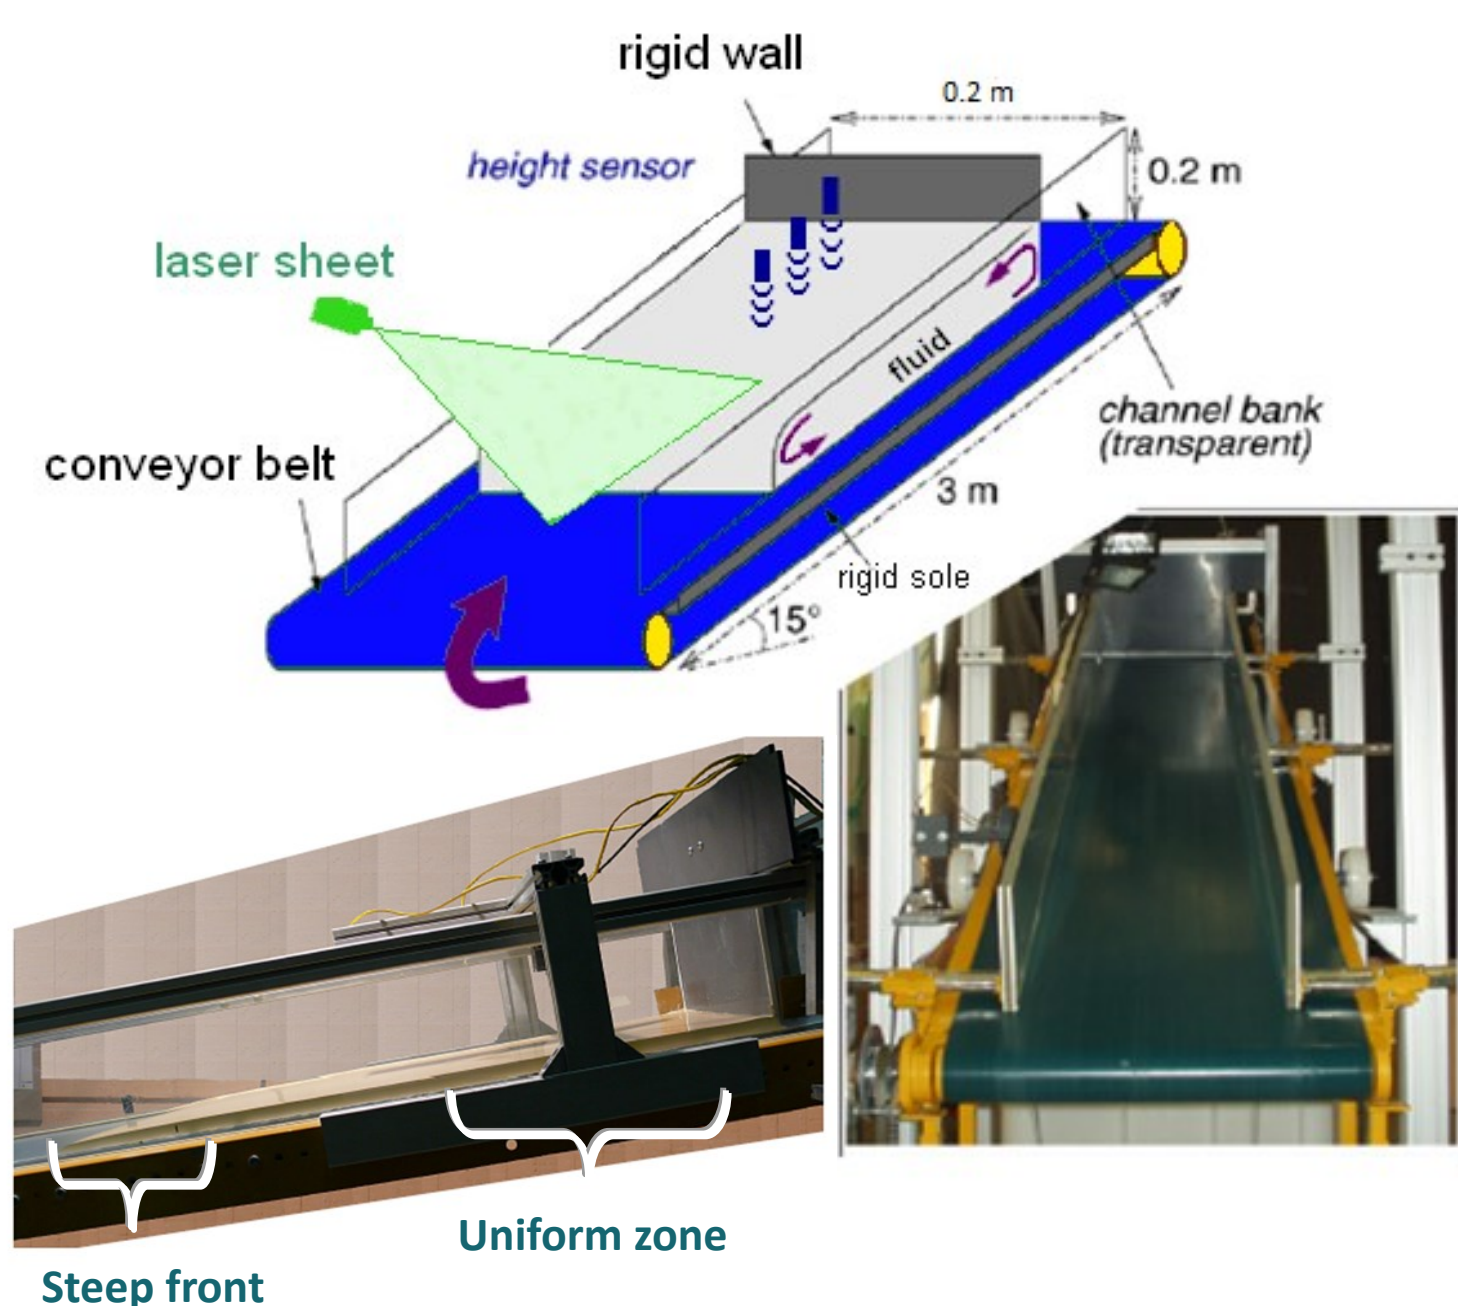 rigid wall
0.2 m
height sensor
0.2 m
laser sheet
fluid
channel bank
(transparent)
conveyor belt
3 m
rigid sole
15°
Uniform zone
Steep front